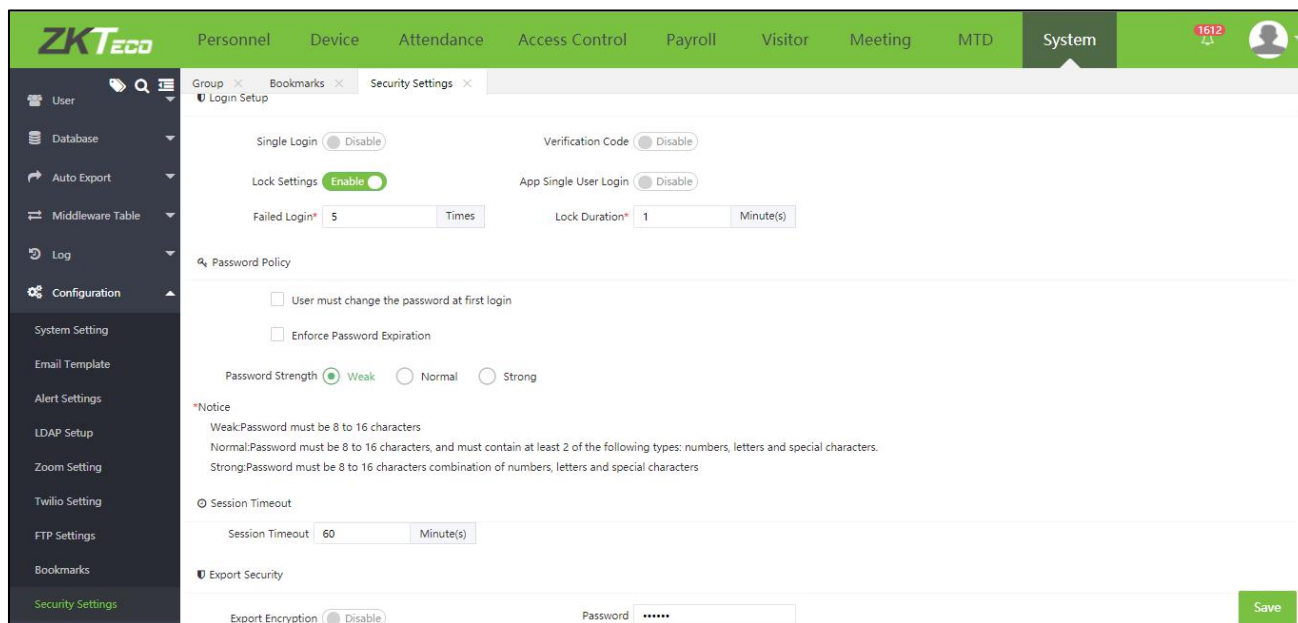 ZKTeco
Personnel Device Attendance Access Control Payroll Visitor Meeting MTD System 1612
Group Bookmarks Security Settings
User
Database
Auto Export
Middleware Table
Log
Configuration
System Setting
Email Template
Alert Settings
LDAP Setup
Zoom Setting
Twilio Setting
FTP Settings
Bookmarks
Security Settings
Login Setup
Single Login Disable Verification Code Disable
Lock Settings Enable App Single User Login Disable
Failed Login* 5 Times Lock Duration* 1 Minute(s)
Password Policy
User must change the password at first login
Enforce Password Expiration
Password Strength Weak Normal Strong
*Notice
Weak:Password must be 8 to 16 characters
Normal:Password must be 8 to 16 characters, and must contain at least 2 of the following types: numbers, letters and special characters.
Strong:Password must be 8 to 16 characters combination of numbers, letters and special characters
Session Timeout
Session Timeout 60 Minute(s)
Export Security
Export Encryption Disable Password ••••••
Save